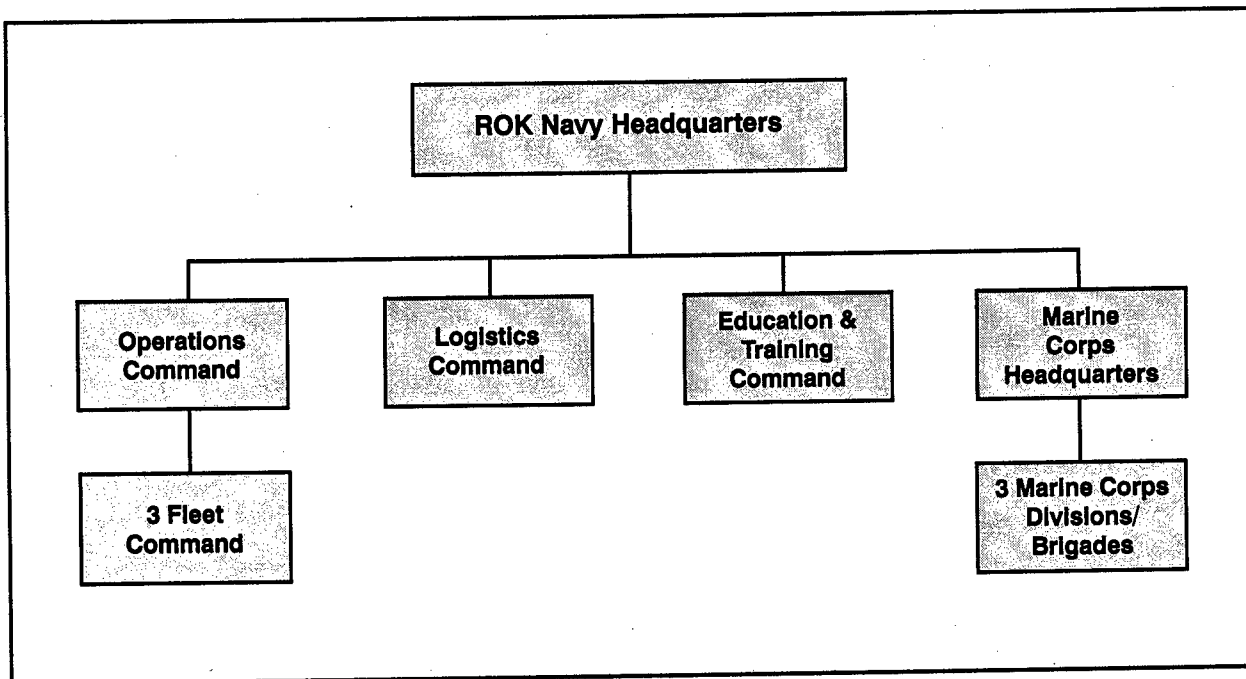 ROK Navy Headquarters
Operations
Command
Logistics
Command
Education &
Training
Command
Marine
Corps
Headquarters
3 Fleet
Command
3 Marine Corps
Divisions/
Brigades